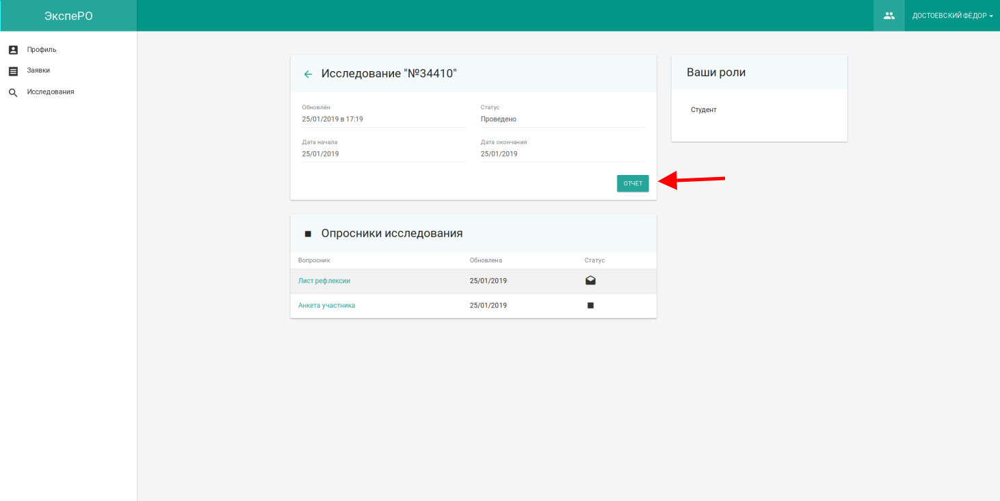 ЭкспеРО
ДОСТОЕВСКИЙ ФЁДОР
Профиль
Заявки
Исследования
Исследование "№34410"
Обновлён
Статус
25/01/2019 в 17:19
Проведено
Дата начала
Дата окончания
25/01/2019
25/01/2019
ОТЧЁТ
Ваши роли
Студент
Опросники исследования
Вопросник
Обновлена
Статус
Лист рефлексии
25/01/2019
Анкета участника
25/01/2019